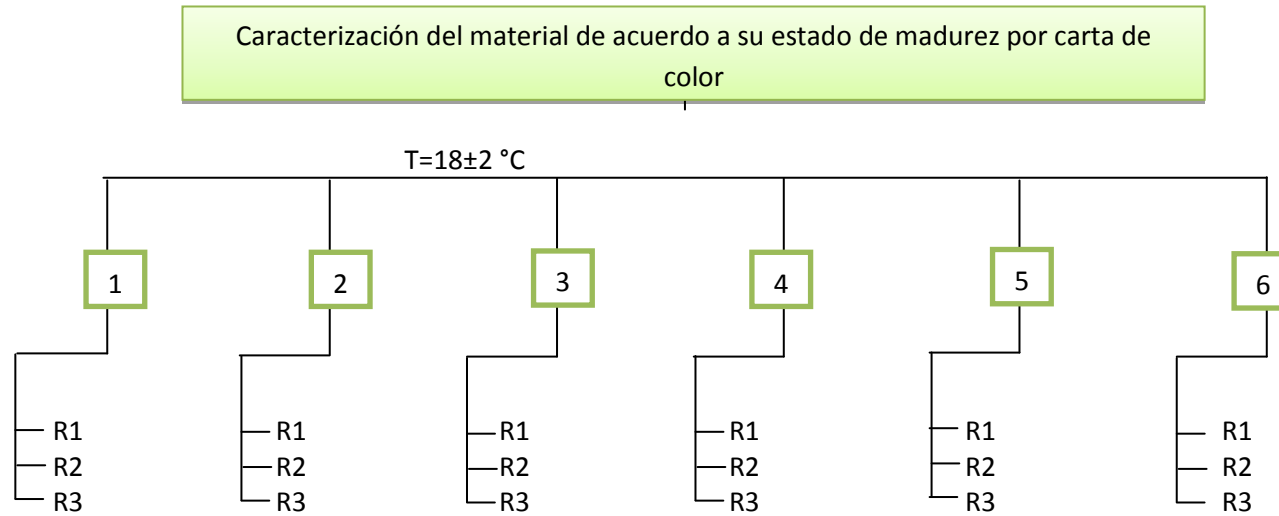 Caracterización del material de acuerdo a su estado de madurez por carta de
color
T=18±2 °C
1 2 3 4 5 6
R1 R1 R1 R1 R1 R1
R2 R2 R2 R2 R2 R2
R3 R3 R3 R3 R3 R3